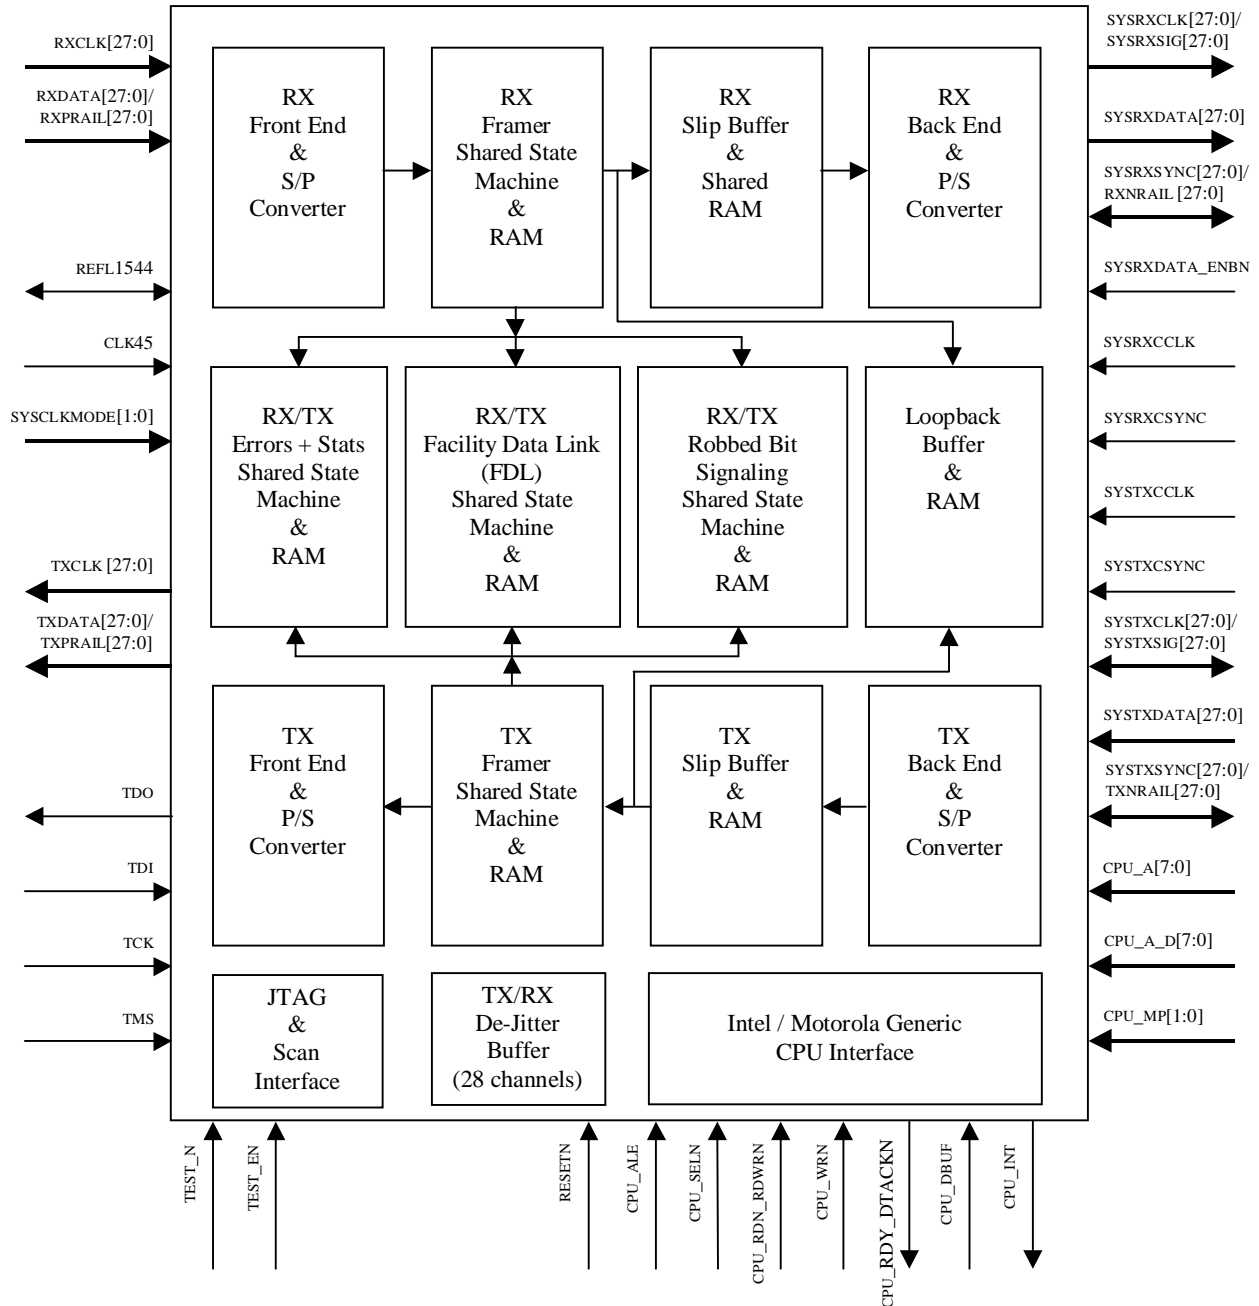 RXCLK[27:0]
RXDATA[27:0]/
RXPRAIL[27:0]
REFL1544
CLK45
SYSCLKMODE[1:0]
TXCLK[27:0]
TXDATA[27:0]/
TXPRAIL[27:0]
TDO
TDI
TCK
TMS
RX
Front End
&
S/P
Converter
RX
Framer
Shared State
Machine
&
RAM
RX
Slip Buffer
&
Shared
RAM
RX
Back End
&
P/S
Converter
RX/TX
Errors + Stats
Shared State
Machine
&
RAM
RX/TX
Facility Data Link
(FDL)
Shared State
Machine
&
RAM
RX/TX
Robbed Bit
Signaling
Shared State
Machine
&
RAM
Loopback
Buffer
&
RAM
TX
Front End
&
P/S
Converter
TX
Framer
Shared State
Machine
&
RAM
TX
Slip Buffer
&
RAM
TX
Back End
&
S/P
Converter
JTAG
&
Scan
Interface
TX/RX
De-Jitter
Buffer
(28 channels)
Intel / Motorola Generic
CPU Interface
SYSRXCLK[27:0]/
SYSRXSIG[27:0]
SYSRXDATA[27:0]
SYSRXSYNC[27:0]/
RXNRAIL[27:0]
SYSRXDATA_ENBN
SYSRXCCLK
SYSRXCSYNC
SYSTXCCLK
SYSTXCSYNC
SYSTXCLK[27:0]/
SYSTXSIG[27:0]
SYSTXDATA[27:0]
SYSTXSYNC[27:0]/
TXNRAIL[27:0]
CPU_A[7:0]
CPU_A_D[7:0]
CPU_MP[1:0]
TEST_N
TEST_EN
RESETN
CPU_ALE
CPU_SELN
CPU_RDN_RDWRN
CPU_WRN
CPU_RDY_DTACKN
CPU_DBUF
CPU_INT